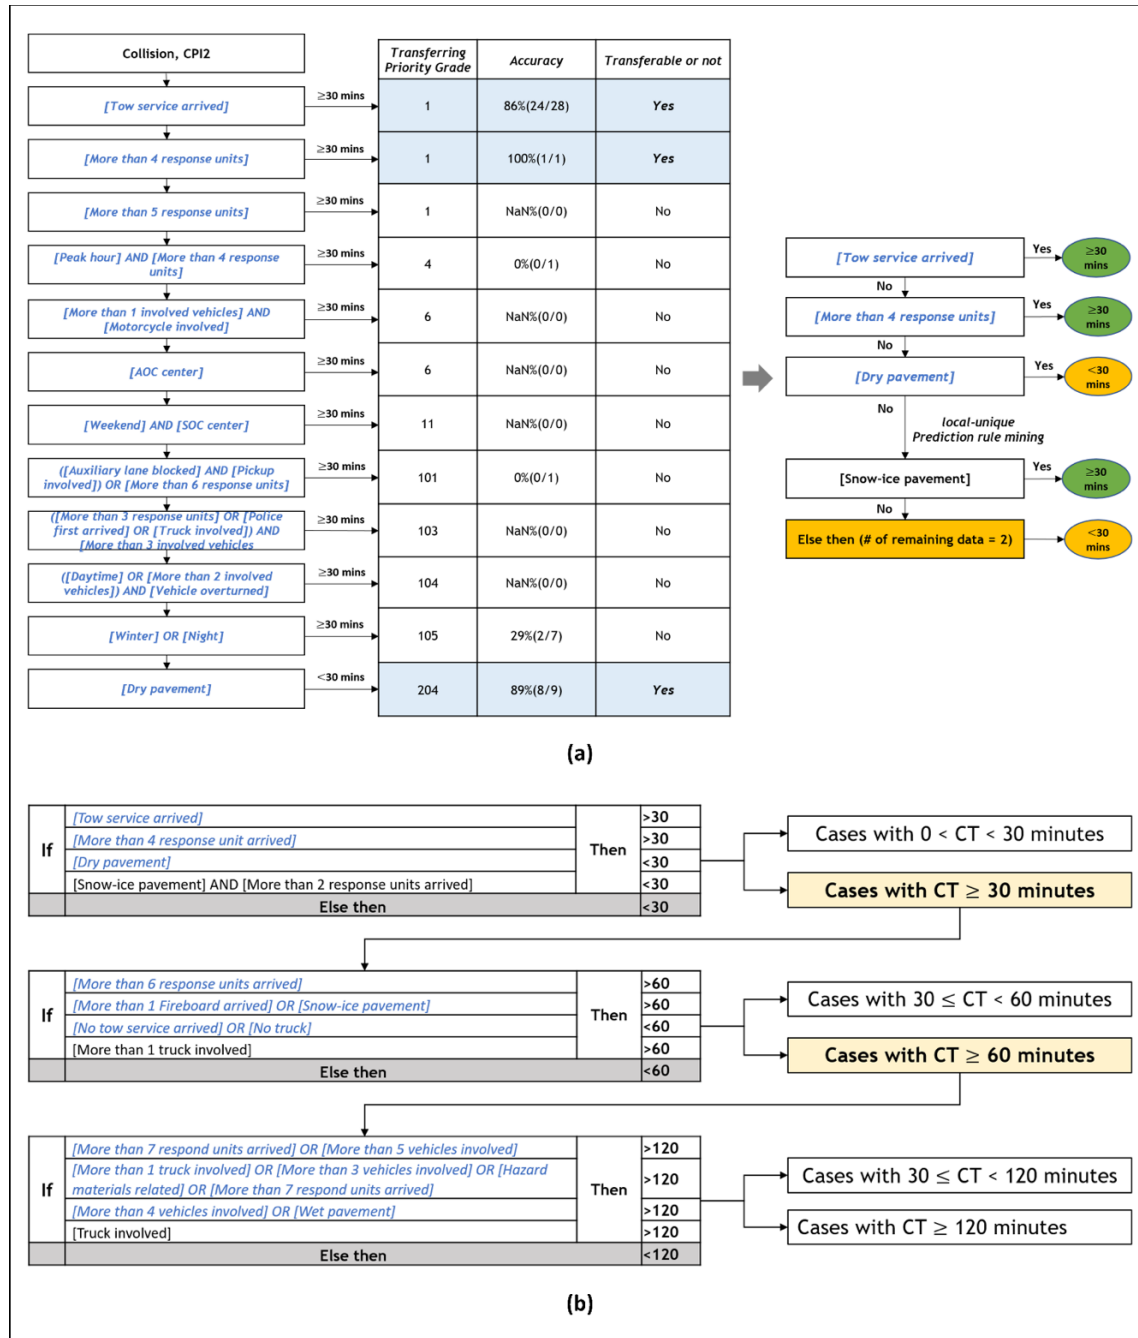 Collision, CPI2
Transferring Priority Grade
Accuracy
Transferable or not
[Tow service arrived]
≥30 mins
1
86%(24/28)
Yes
[More than 4 response units]
≥30 mins
1
100%(1/1)
Yes
[More than 5 response units]
≥30 mins
1
NaN%(0/0)
No
[Peak hour] AND [More than 4 response
units]
≥30 mins
4
0%(0/1)
No
[More than 1 involved vehicles] AND
[Motorcycle involved]
≥30 mins
6
NaN%(0/0)
No
[AOC center]
≥30 mins
6
NaN%(0/0)
No
[Weekend] AND [SOC center]
≥30 mins
11
NaN%(0/0)
No
([Auxiliary lane blocked] AND [Pickup
involved]) OR [More than 6 response units]
≥30 mins
101
0%(0/1)
No
([More than 3 response units] OR [Police
first arrived] OR [Truck involved]) AND
[More than 3 involved vehicles
≥30 mins
103
NaN%(0/0)
No
([Daytime] OR [More than 2 involved
vehicles]) AND [Vehicle overturned]
≥30 mins
104
NaN%(0/0)
No
[Winter] OR [Night]
≥30 mins
105
29%(2/7)
No
[Dry pavement]
<30 mins
204
89%(8/9)
Yes
[Tow service arrived]
Yes
≥30
mins
No
[More than 4 response units]
Yes
≥30
mins
No
[Dry pavement]
Yes
<30
mins
No
local-unique
Prediction rule mining
[Snow-ice pavement]
Yes
≥30
mins
No
Else then (# of remaining data = 2)
<30
mins
(a)
If
[Tow service arrived]
[More than 4 response unit arrived]
[Dry pavement]
[Snow-ice pavement] AND [More than 2 response units arrived]
Then
>30
>30
<30
<30
Else then
<30
Cases with 0 < CT < 30 minutes
Cases with CT ≥ 30 minutes
If
[More than 6 response units arrived]
[More than 1 Fireboard arrived] OR [Snow-ice pavement]
[No tow service arrived] OR [No truck]
[More than 1 truck involved]
Then
>60
>60
<60
>60
Else then
<60
Cases with 30 ≤ CT < 60 minutes
Cases with CT ≥ 60 minutes
If
[More than 7 respond units arrived] OR [More than 5 vehicles involved]
[More than 1 truck involved] OR [More than 3 vehicles involved] OR [Hazard
materials related] OR [More than 7 respond units arrived]
[More than 4 vehicles involved] OR [Wet pavement]
[Truck involved]
Then
>120
>120
>120
>120
Else then
<120
Cases with 30 ≤ CT < 120 minutes
Cases with CT ≥ 120 minutes
(b)